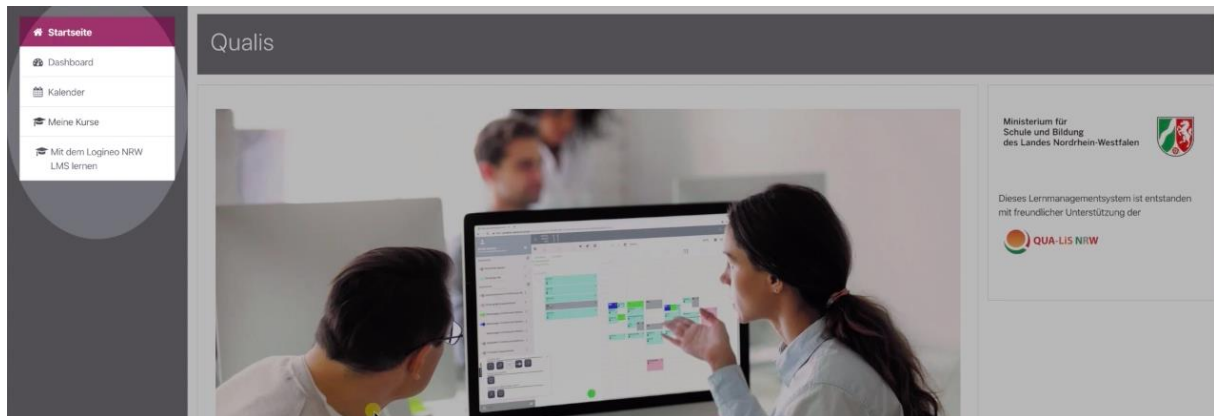 Startseite
Dashboard
Kalender
Meine Kurse
Mit dem Logineo NRW
LMS lernen
Qualis
Ministerium für
Schule und Bildung
des Landes Nordrhein-Westfalen
Dieses Lernmanagementsystem ist entstanden
mit freundlicher Unterstützung der
QUA-LiS NRW